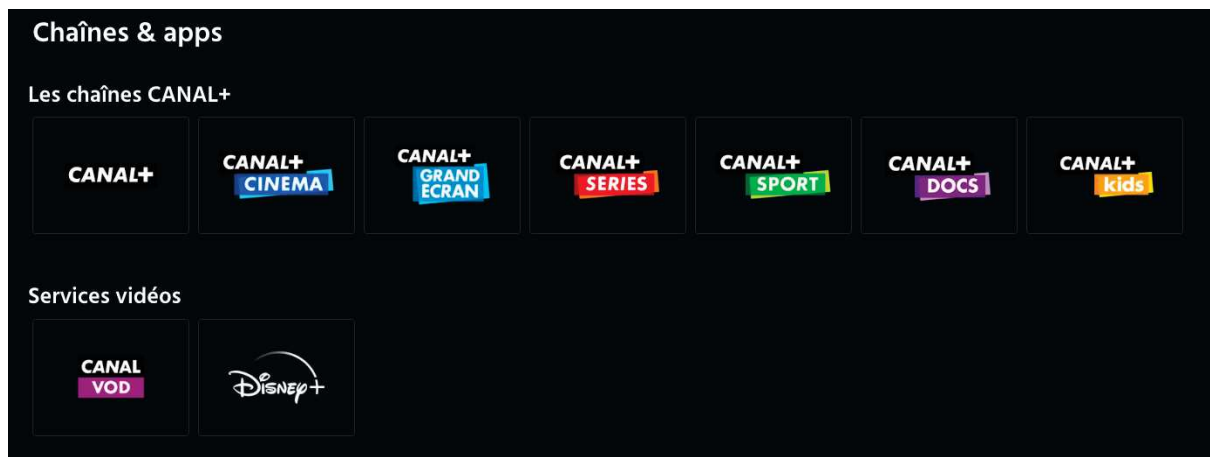 Chaînes & apps
Les chaînes CANAL+
CANAL+
CANAL+
CINEMA
CANAL+
GRAND
ECRAN
CANAL+
SERIES
CANAL+
SPORT
CANAL+
DOCS
CANAL+
kids
Services vidéos
CANAL
VOD
Disney+